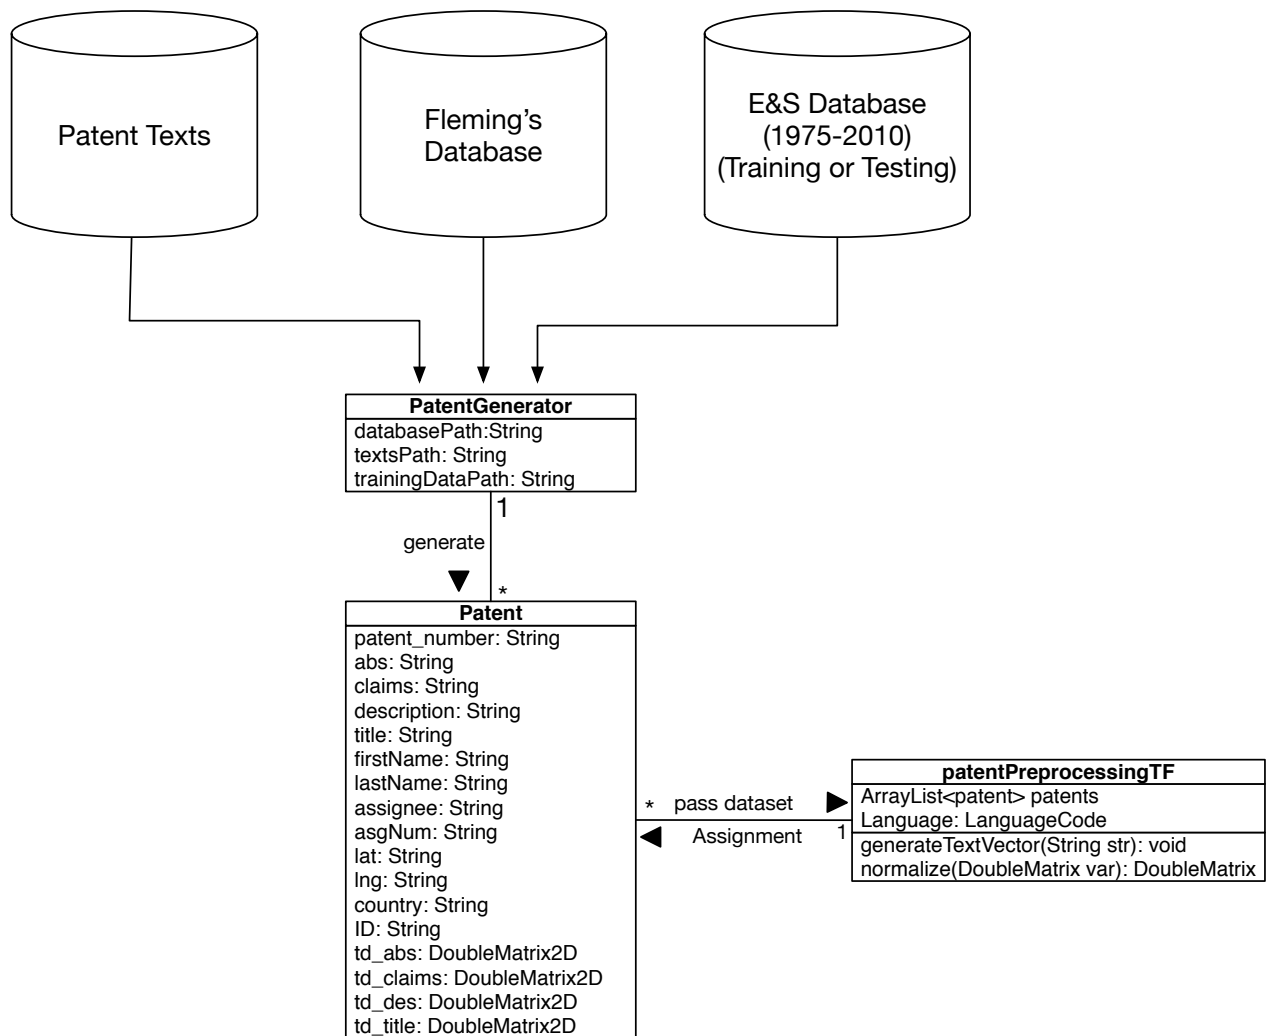 Patent Texts
Fleming's
Database
E&S Database
(1975-2010)
(Training or Testing)
PatentGenerator
databasePath:String
textsPath: String
trainingDataPath: String
1
generate
*
Patent
patent_number: String
abs: String
claims: String
description: String
title: String
firstName: String
lastName: String
assignee: String
asgNum: String
lat: String
lng: String
country: String
ID: String
td_abs: DoubleMatrix2D
td_claims: DoubleMatrix2D
td_des: DoubleMatrix2D
td_title: DoubleMatrix2D
* pass dataset
Assignment 1
patentPreprocessingTF
ArrayList<patent> patents
Language: LanguageCode
generateTextVector(String str): void
normalize(DoubleMatrix var): DoubleMatrix